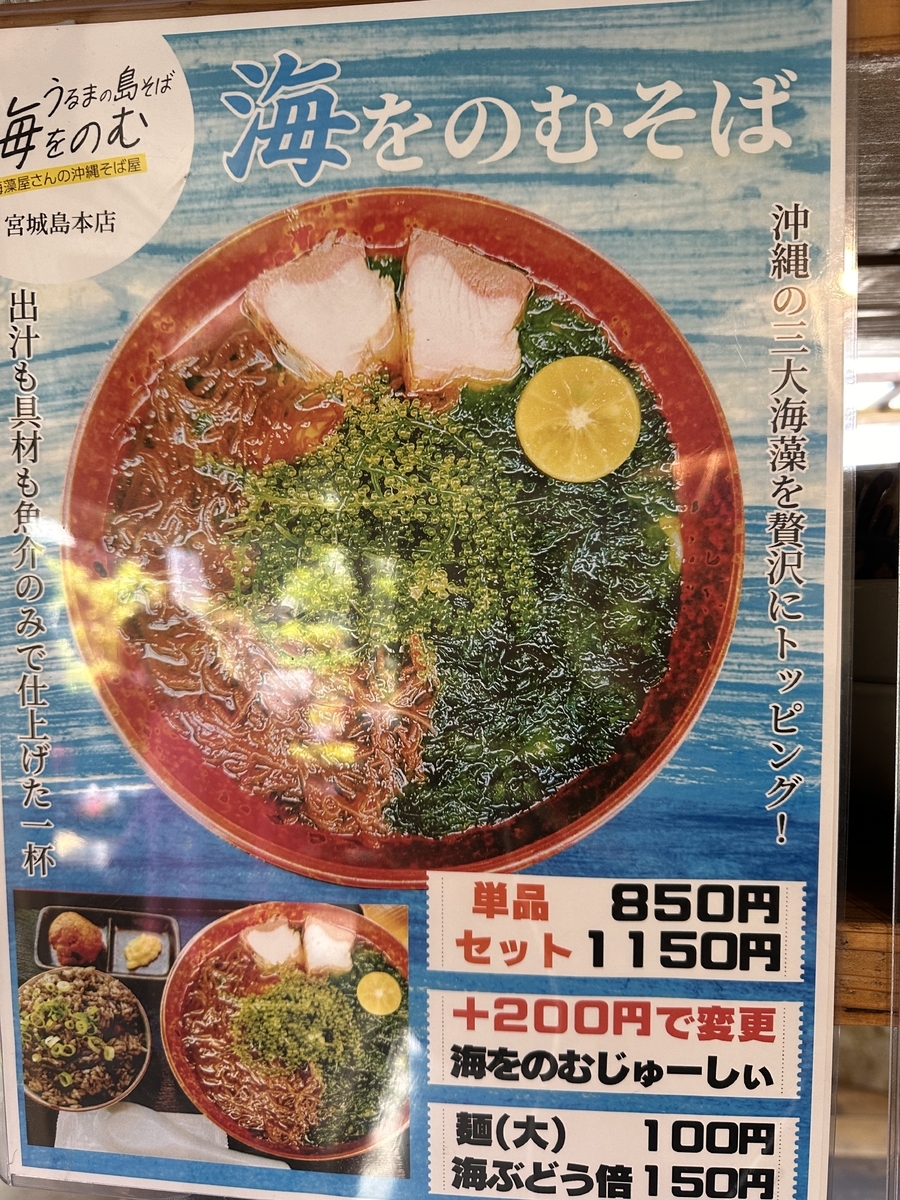 うるまの島そば
海をのむ
海藻屋さんの沖縄そば屋
宮城島本店
海をのむそば
沖縄の三大海藻を贅沢にトッピング!
出汁も具材も魚介のみで仕上げた一杯
単品 850円
セット 1150円
+200円で変更
海をのむじゅーしぃ
麺(大) 100円
海ぶどう倍 150円